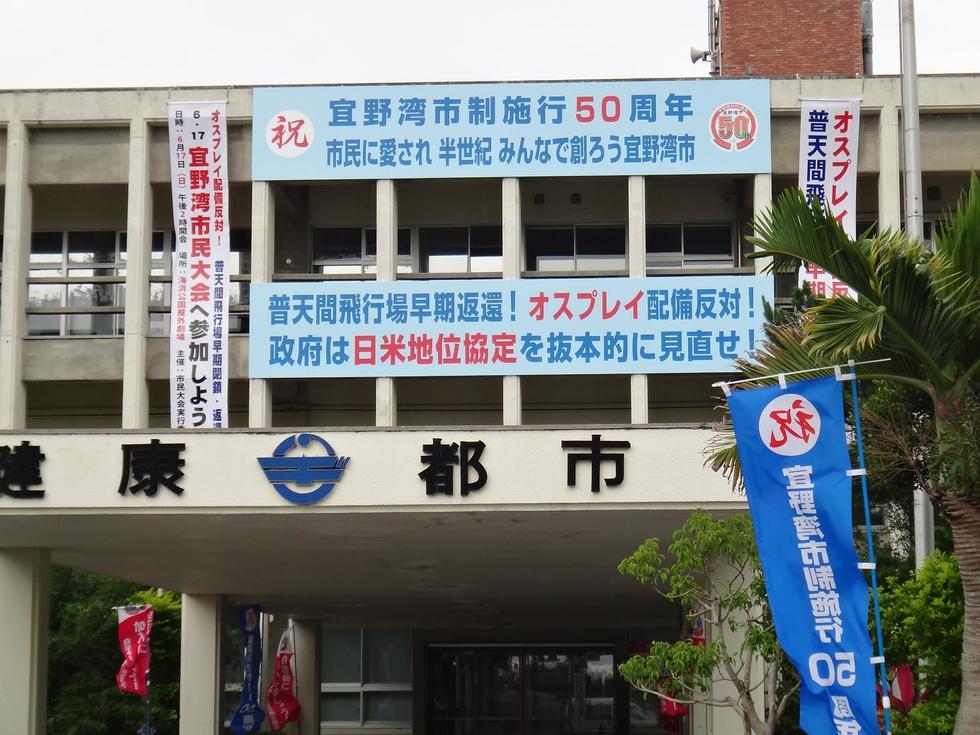 祝 宜野湾市制施行50周年
市民に愛され 半世紀 みんなで創ろう宜野湾市
50th
オスプレイ配備反対! 普天間飛行場早期閉鎖・返還
6・17 宜野湾市民大会へ参加しよう
日時:6月17日(日) 午後2時開会 場所:海浜公園屋外劇場 主催:市民大会実行
オスプレイ
普天間飛
早期
普天間飛行場早期返還! オスプレイ配備反対!
政府は日米地位協定を抜本的に見直せ!
健康 都市
祝 宜野湾市制施行50周年